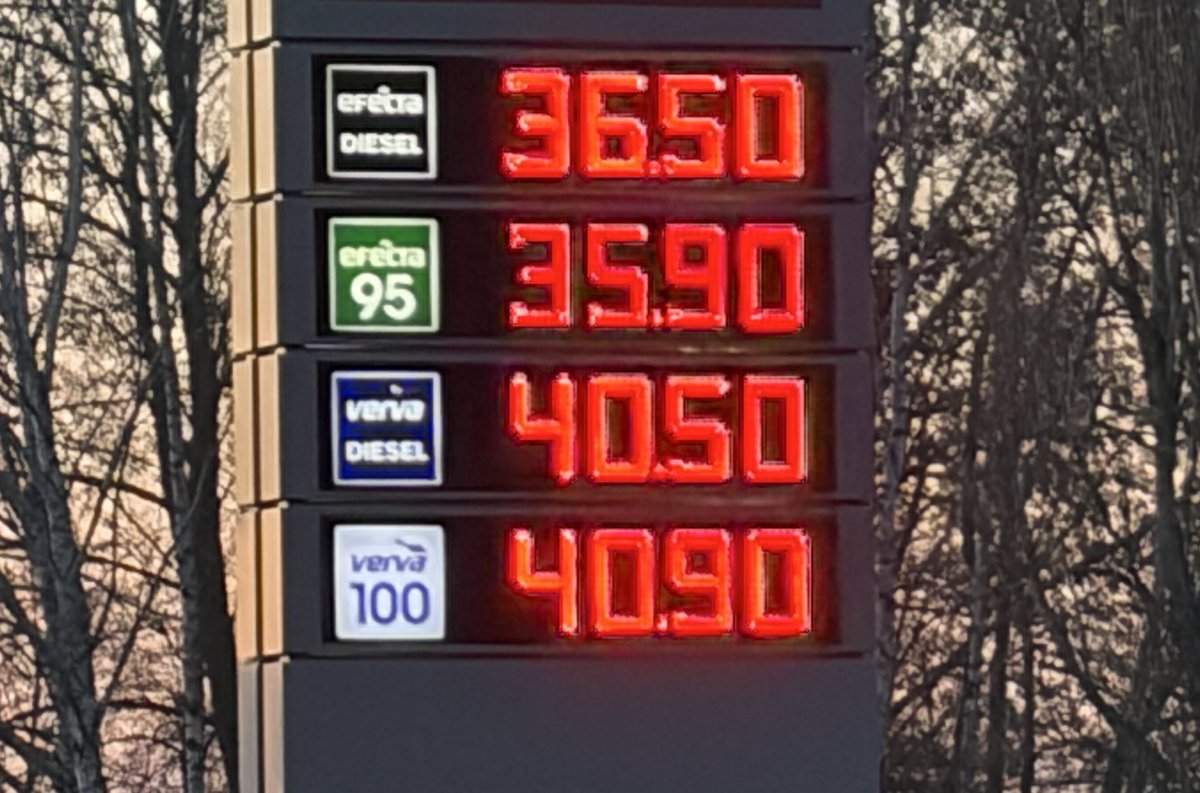 efecta
DIESEL
36.50
efecta
95
35.90
verva
DIESEL
40.50
verva
100
40.90